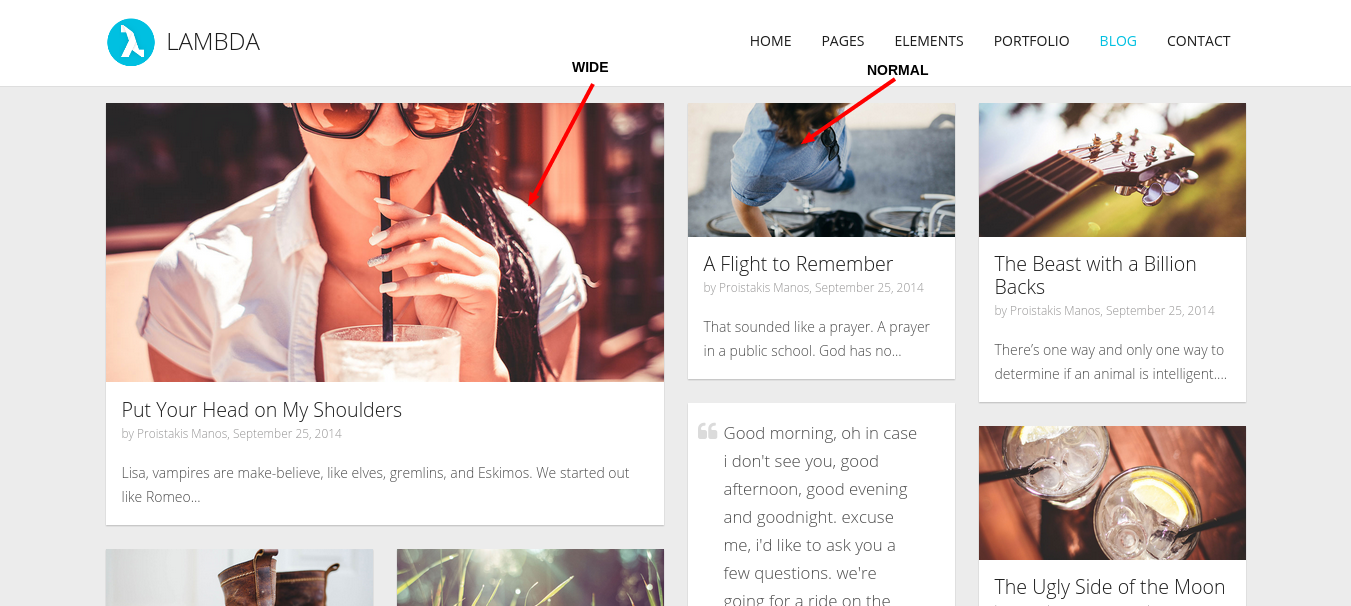 LAMBDA
HOME PAGES ELEMENTS PORTFOLIO BLOG CONTACT
WIDE
NORMAL
Put Your Head on My Shoulders
by Proistakis Manos, September 25, 2014
Lisa, vampires are make-believe, like elves, gremlins, and Eskimos. We started out
like Romeo...
A Flight to Remember
by Proistakis Manos, September 25, 2014
That sounded like a prayer. A prayer
in a public school. God has no...
Good morning, oh in case
i don't see you, good
afternoon, good evening
and goodnight. excuse
me, i'd like to ask you a
few questions. we're
going for a ride on the
The Beast with a Billion
Backs
by Proistakis Manos, September 25, 2014
There's one way and only one way to
determine if an animal is intelligent....
The Ugly Side of the Moon